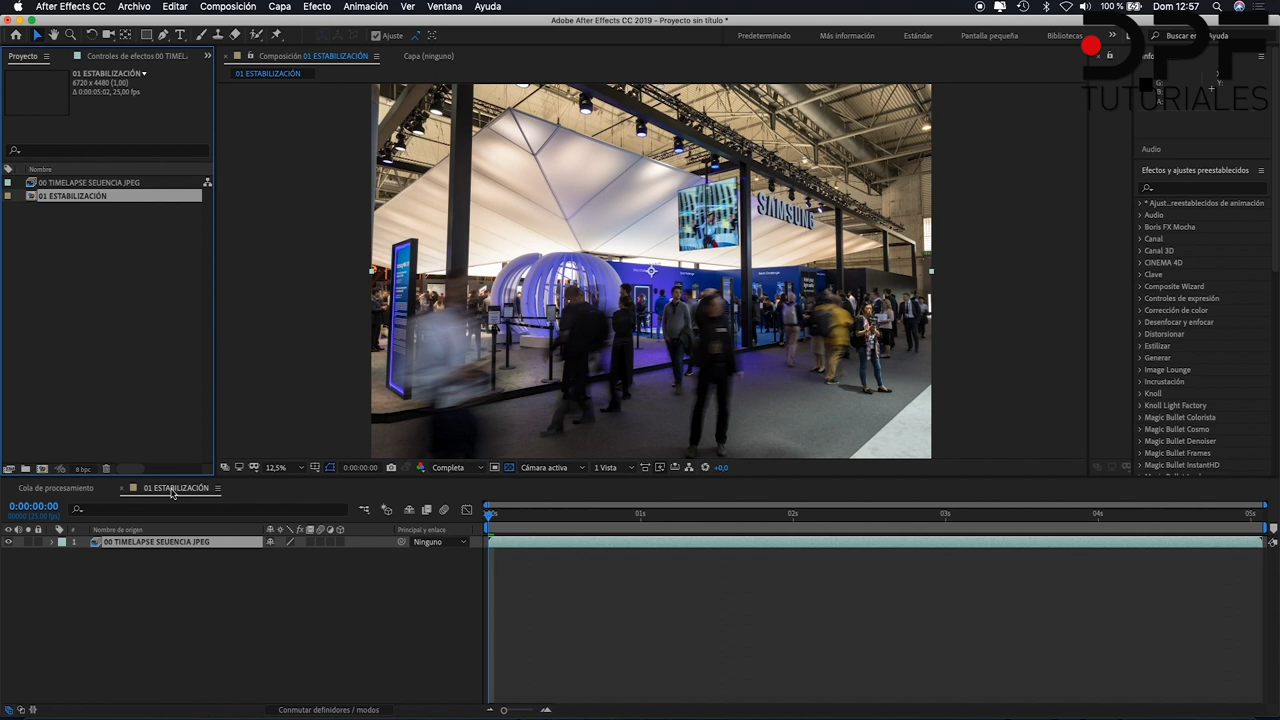 After Effects CC Archivo Edición Composición Capa Efecto Animación Ver Ventana Ayuda 100 % Dom 12:57
Adobe After Effects CC 2019 - Proyecto sin título *
Ajuste Predeterminado Más información Estándar Pantalla pequeña Bibliotecas Buscar en Ayuda
DPF
TUTURIALES
Proyecto Controles de efectos 00 TIMEL.
Composición 01 ESTABILIZACIÓN Capa (ninguno)
01 ESTABILIZACIÓN
01 ESTABILIZACIÓN
6720 x 4480 (1,00)
Δ 0:00:05:02, 25,00 fps
Nombre
00 TIMELAPSE SEUENCIA JPEG
01 ESTABILIZACIÓN
8 bpc
SAMSUNG
12,5% 0:00:00:00 Completa Cámara activa 1 Vista +0,0
Audio
Efectos y ajustes preestablecidos
* Ajust...reestablecidos de animación
Audio
Boris FX Mocha
Canal
Canal 3D
CINEMA 4D
Clave
Composite Wizard
Controles de expresión
Corrección de color
Desenfocar y enfocar
Distorsionar
Estilizar
Generar
Image Lounge
Incrustación
Knoll
Knoll Light Factory
Magic Bullet Colorista
Magic Bullet Cosmo
Magic Bullet Denoiser
Magic Bullet Frames
Magic Bullet InstantHD
Cola de procesamiento 01 ESTABILIZACIÓN
0:00:00:00
00000 (25.00 fps)
01s 02s 03s 04s 05s
Nombre de origen Principal y enlace
1 00 TIMELAPSE SEUENCIA JPEG Ninguno
Conmutar definidores / modos